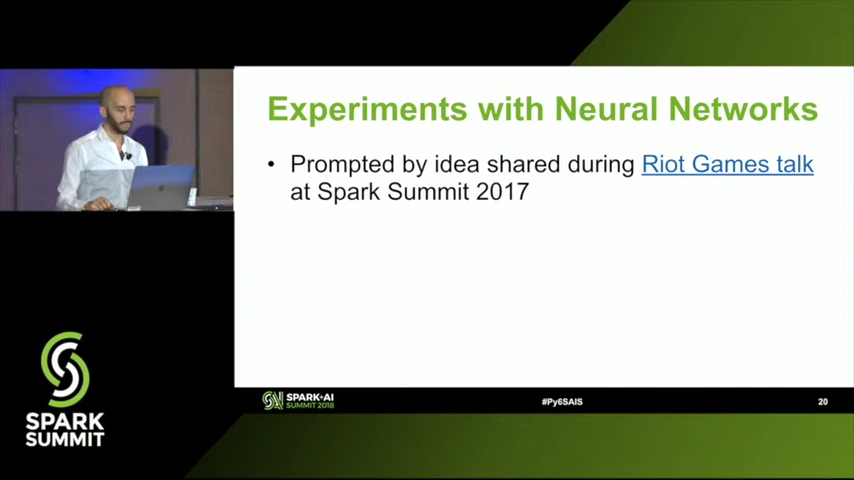 Experiments with Neural Networks
• Prompted by idea shared during Riot Games talk
at Spark Summit 2017
SPARK+AI
SUMMIT 2018
#Py6SAIS
20
SPARK
SUMMIT